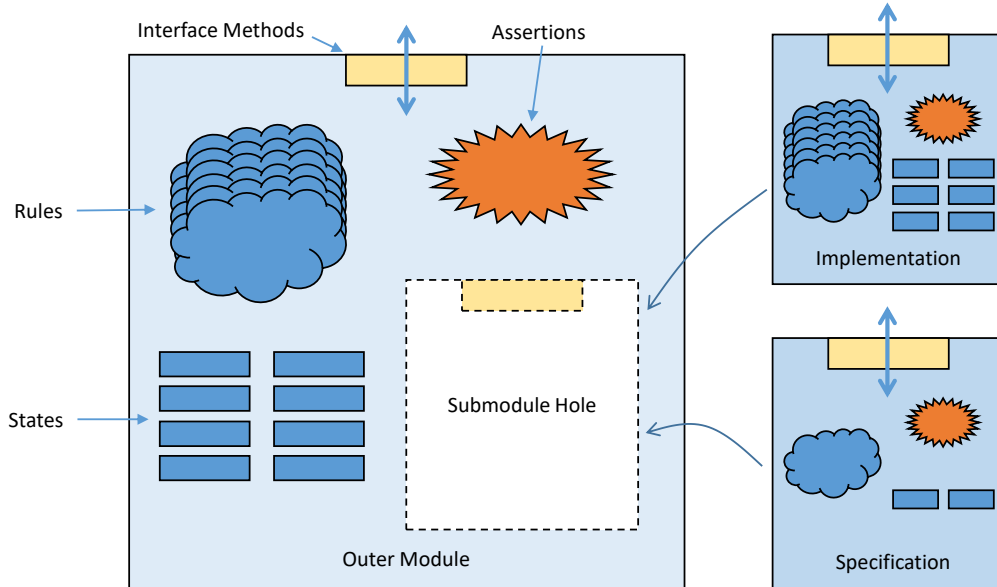 Interface Methods
Assertions
Rules
Implementation
States
Submodule Hole
Outer Module
Specification